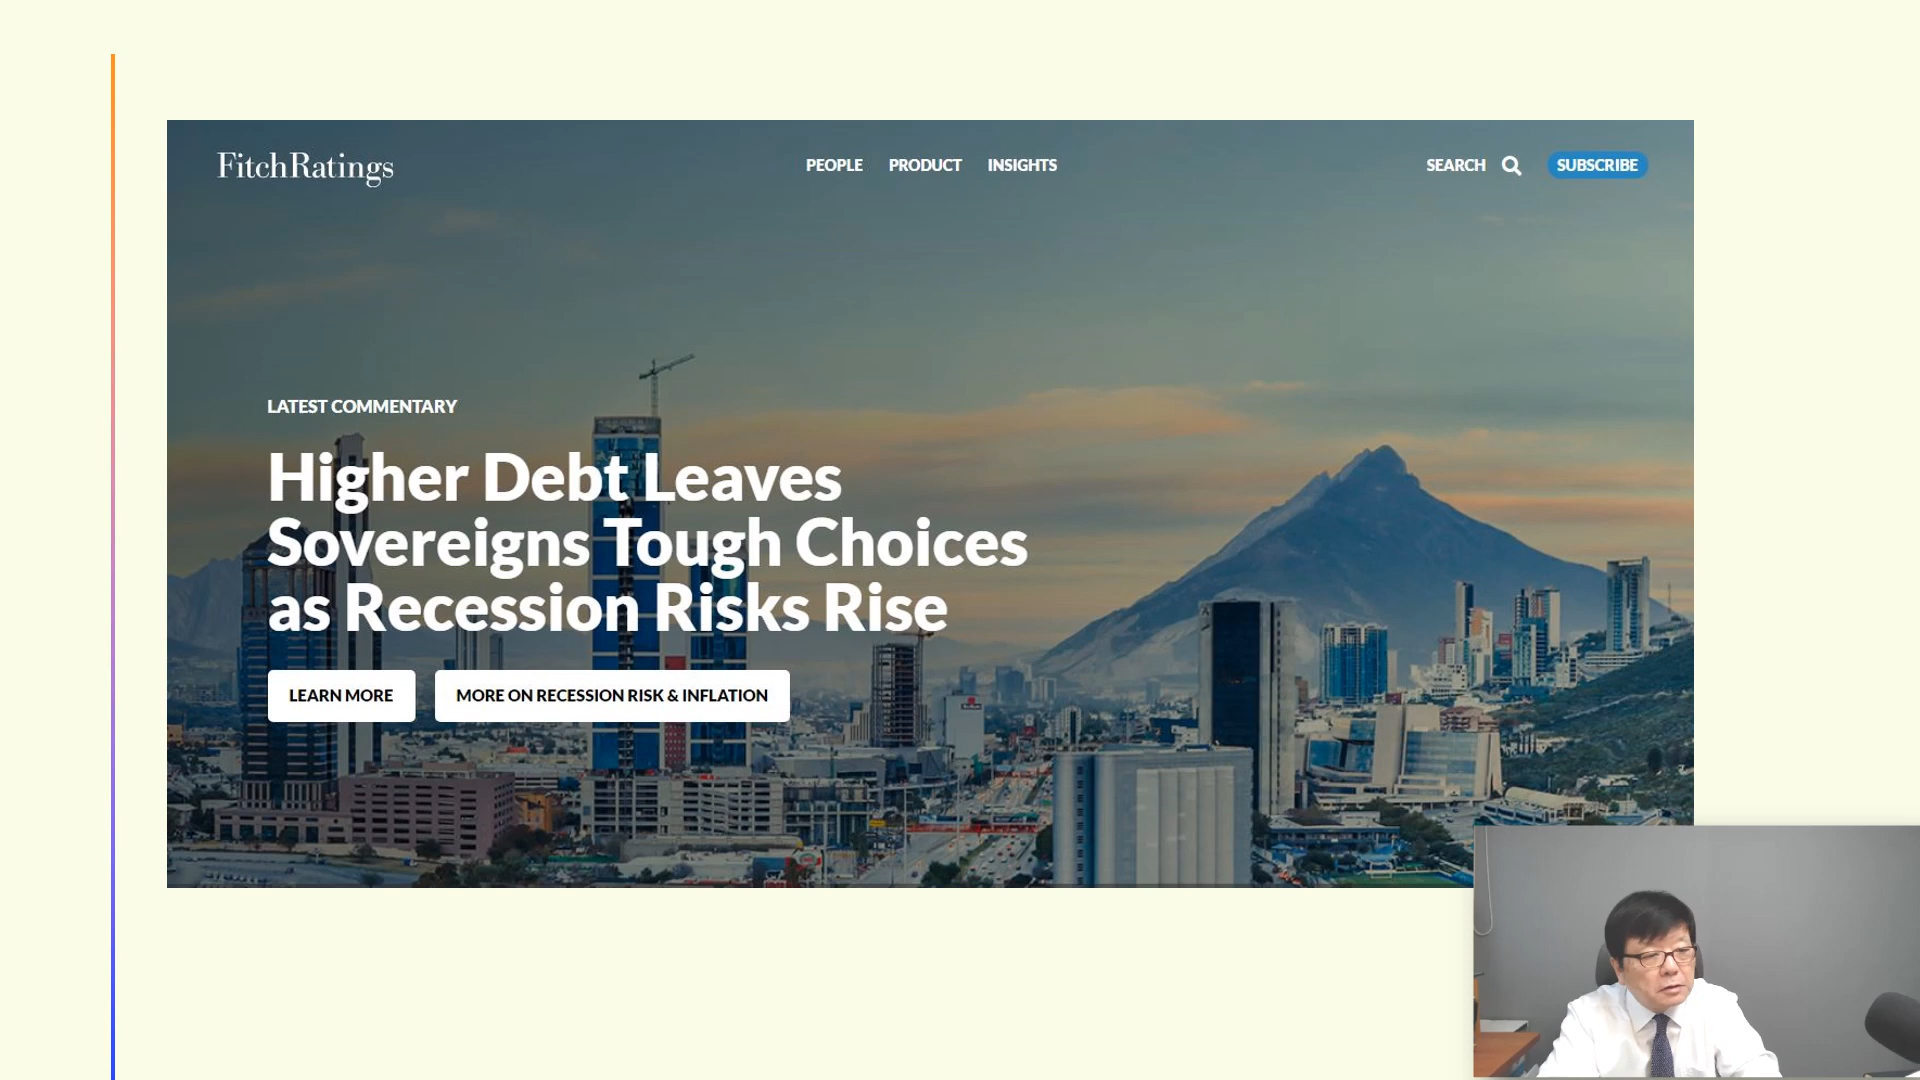 FitchRatings
PEOPLE PRODUCT INSIGHTS
SEARCH SUBSCRIBE
LATEST COMMENTARY
Higher Debt Leaves
Sovereigns Tough Choices
as Recession Risks Rise
LEARN MORE
MORE ON RECESSION RISK & INFLATION